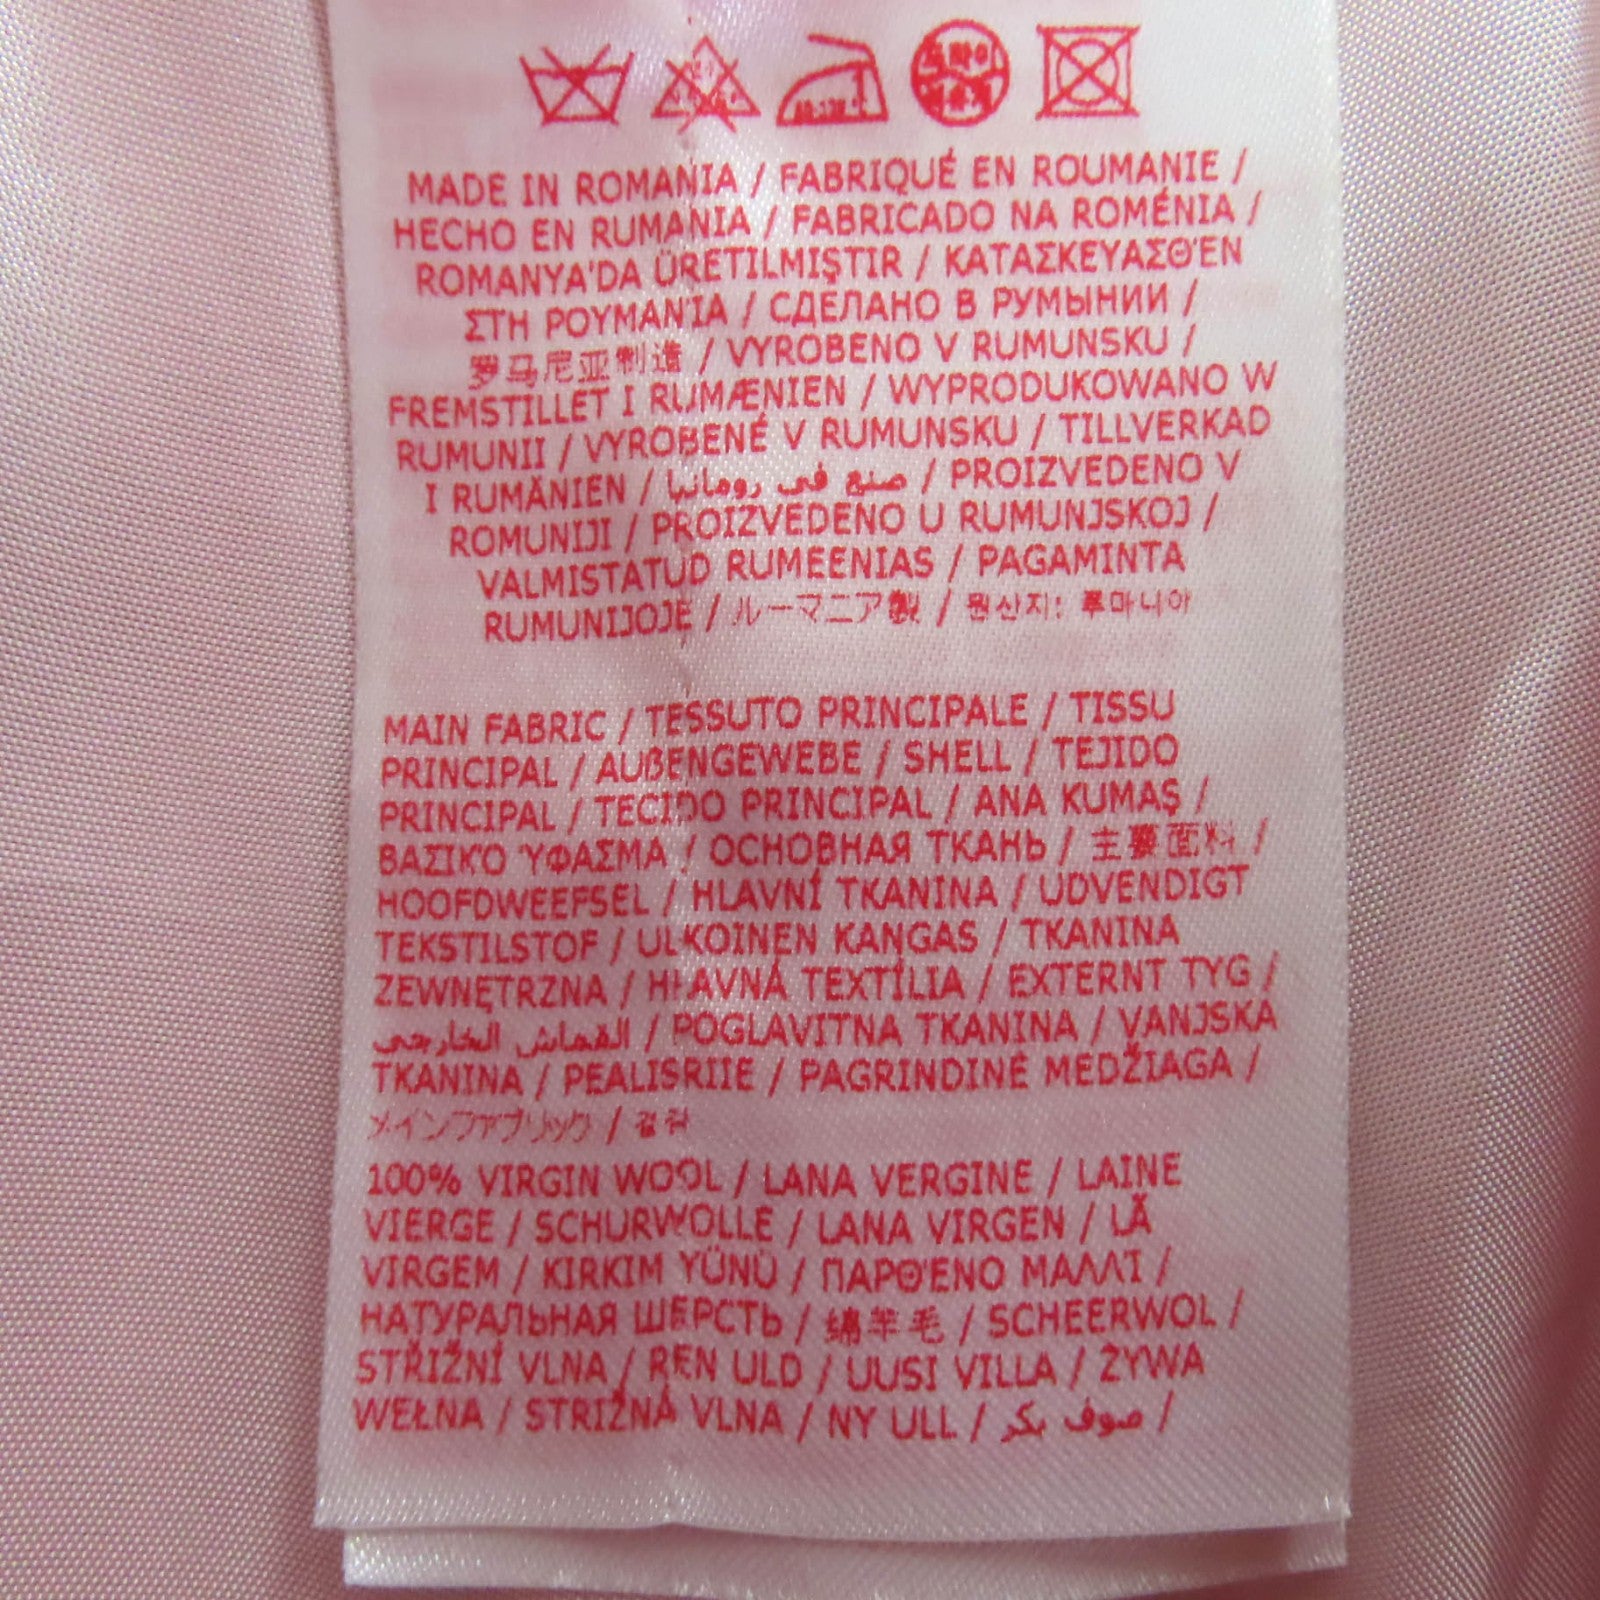 MADE IN ROMANIA / FABRIQUÉ EN ROUMANIE /
HECHO EN RUMANIA / FABRICADO NA ROMÉNIA /
ROMANYA'DA ÜRETILMIŞTIR / ΚΑΤΑΣΚΕΥΑΣΘ'ΕΝ
ΣΤΗ ΡΟΥΜΑΝ'ΙΑ / СДЕЛАНО В РУМЫНИИ /
罗马尼亚制造 / VYROBENO V RUMUNSKU /
FREMSTILLET I RUMÆNIEN / WYPRODUKOWANO W
RUMUNII / VYROBENÉ V RUMUNSKU / TILLVERKAD
I RUMÄNIEN / صنع في رومانيا / PROIZVEDENO V
ROMUNIJI / PROIZVEDENO U RUMUNJSKOJ /
VALMISTATUD RUMEENIAS / PAGAMINTA
RUMUNIJOJE / ルーマニア製 / 원산지: 루마니아
MAIN FABRIC / TESSUTO PRINCIPALE / TISSU
PRINCIPAL / AUßENGEWEBE / SHELL / TEJIDO
PRINCIPAL / TECIDO PRINCIPAL / ANA KUMAŞ /
ΒΑΣΙΚ'Ο 'ΥΦΑΣΜΑ / ОСНОВНАЯ ТКАНЬ / 主要面料 /
HOOFDWEEFSEL / HLAVNÍ TKANINA / UDVENDIGT
TEKSTILSTOF / ULKOINEN KANGAS / TKANINA
ZEWNĘTRZNA / HLAVNÁ TEXTÍLIA / EXTERNT TYG /
القماش الخارجي / POGLAVITNA TKANINA / VANJSKA
TKANINA / PEALISRIIE / PAGRINDINĖ MEDŽIAGA /
メインファブリック / 겉감
100% VIRGIN WOOL / LANA VERGINE / LAINE
VIERGE / SCHURWOLLE / LANA VIRGEN / LÃ
VIRGEM / KIRKIM YÜNÜ / ΠΑΡΘ'ΕΝΟ ΜΑΛΛ'Ι /
НАТУРАЛЬНАЯ ШЕРСТЬ / 绵羊毛 / SCHEERWOL /
STŘIŽNÍ VLNA / REN ULD / UUSI VILLA / ŻYWA
WEŁNA / STRIŽNÁ VLNA / NY ULL / صوف بكر /